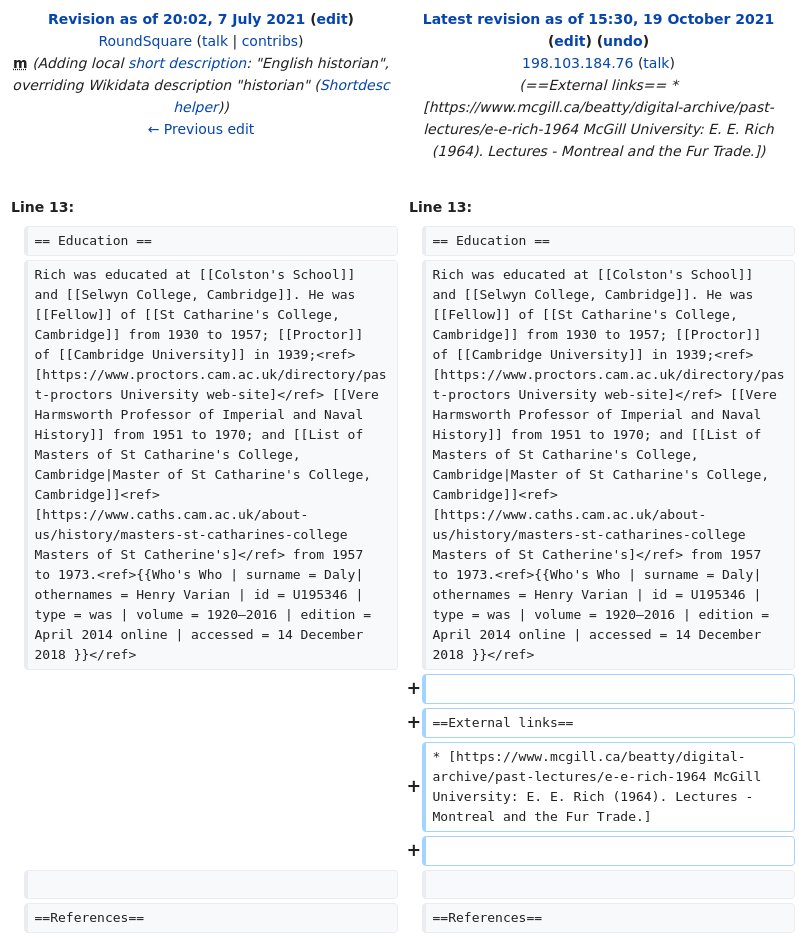 Revision as of 20:02, 7 July 2021 (edit)
RoundSquare (talk | contribs)
m (Adding local short description: "English historian",
overriding Wikidata description "historian" (Shortdesc
helper))
← Previous edit
Latest revision as of 15:30, 19 October 2021
(edit) (undo)
198.103.184.76 (talk)
(==External links== *
[https://www.mcgill.ca/beatty/digital-archive/past-
lectures/e-e-rich-1964 McGill University: E. E. Rich
(1964). Lectures - Montreal and the Fur Trade.])
Line 13:
Line 13:
== Education ==
== Education ==
Rich was educated at [[Colston's School]]
and [[Selwyn College, Cambridge]]. He was
[[Fellow]] of [[St Catharine's College,
Cambridge]] from 1930 to 1957; [[Proctor]]
of [[Cambridge University]] in 1939;<ref>
[https://www.proctors.cam.ac.uk/directory/pas
t-proctors University web-site]</ref> [[Vere
Harmsworth Professor of Imperial and Naval
History]] from 1951 to 1970; and [[List of
Masters of St Catharine's College,
Cambridge|Master of St Catharine's College,
Cambridge]]<ref>
[https://www.caths.cam.ac.uk/about-
us/history/masters-st-catharines-college
Masters of St Catherine's]</ref> from 1957
to 1973.<ref>{{Who's Who | surname = Daly|
othernames = Henry Varian | id = U195346 |
type = was | volume = 1920–2016 | edition =
April 2014 online | accessed = 14 December
2018 }}</ref>
Rich was educated at [[Colston's School]]
and [[Selwyn College, Cambridge]]. He was
[[Fellow]] of [[St Catharine's College,
Cambridge]] from 1930 to 1957; [[Proctor]]
of [[Cambridge University]] in 1939;<ref>
[https://www.proctors.cam.ac.uk/directory/pas
t-proctors University web-site]</ref> [[Vere
Harmsworth Professor of Imperial and Naval
History]] from 1951 to 1970; and [[List of
Masters of St Catharine's College,
Cambridge|Master of St Catharine's College,
Cambridge]]<ref>
[https://www.caths.cam.ac.uk/about-
us/history/masters-st-catharines-college
Masters of St Catherine's]</ref> from 1957
to 1973.<ref>{{Who's Who | surname = Daly|
othernames = Henry Varian | id = U195346 |
type = was | volume = 1920–2016 | edition =
April 2014 online | accessed = 14 December
2018 }}</ref>
+
+ ==External links==
+ * [https://www.mcgill.ca/beatty/digital-
archive/past-lectures/e-e-rich-1964 McGill
University: E. E. Rich (1964). Lectures -
Montreal and the Fur Trade.]
+
==References==
==References==